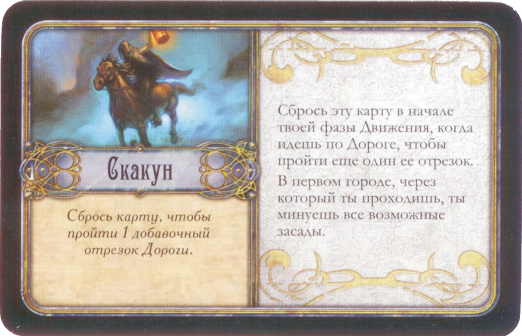 Скакун
Сбрось карту, чтобы
пройти 1 добавочный
отрезок Дороги.
Сбрось эту карту в начале
твоей фазы Движения, когда
идешь по Дороге, чтобы
пройти еще один ее отрезок.
В первом городе, через
который ты проходишь, ты
минуешь все возможные
засады.